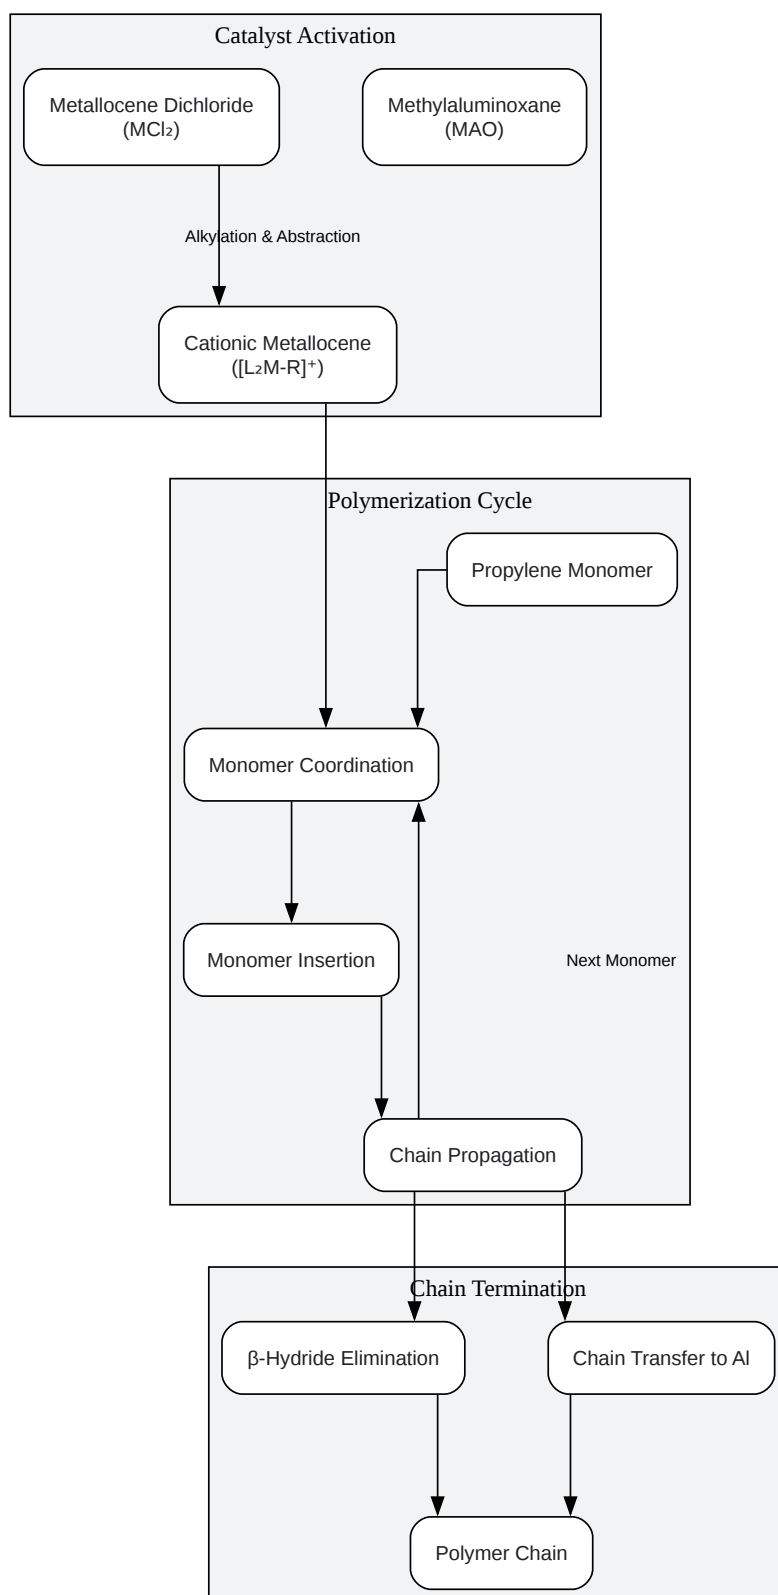 Catalyst Activation
Metallocene Dichloride
(MCl₂)
Methylaluminoxane
(MAO)
Alkylation & Abstraction
Cationic Metallocene
([L₂M-R]⁺)
Polymerization Cycle
Propylene Monomer
Monomer Coordination
Monomer Insertion
Next Monomer
Chain Propagation
Chain Termination
β-Hydride Elimination
Chain Transfer to Al
Polymer Chain